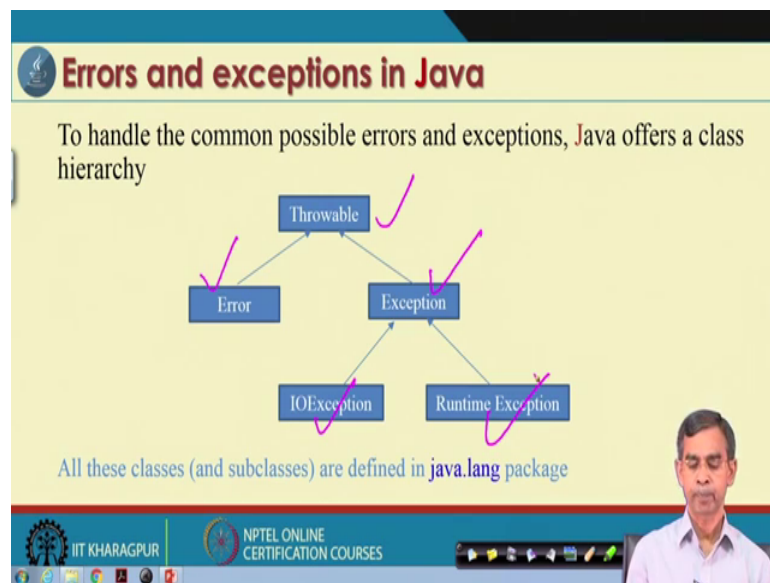 Errors and exceptions in Java
To handle the common possible errors and exceptions, Java offers a class
hierarchy
Throwable
Error
Exception
IOException
Runtime Exception
All these classes (and subclasses) are defined in java.lang package
IIT KHARAGPUR
NPTEL ONLINE
CERTIFICATION COURSES